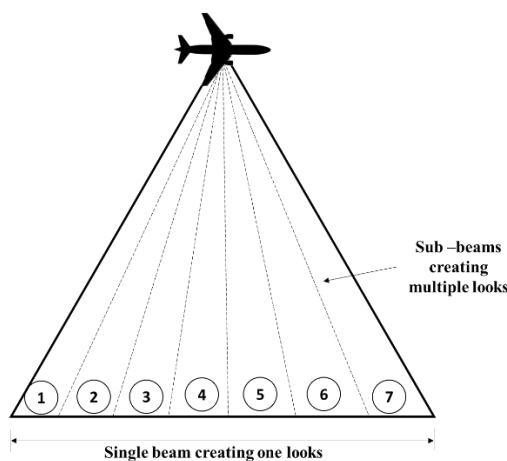 Sub –beams
creating
multiple looks
1 2 3 4 5 6 7
Single beam creating one looks